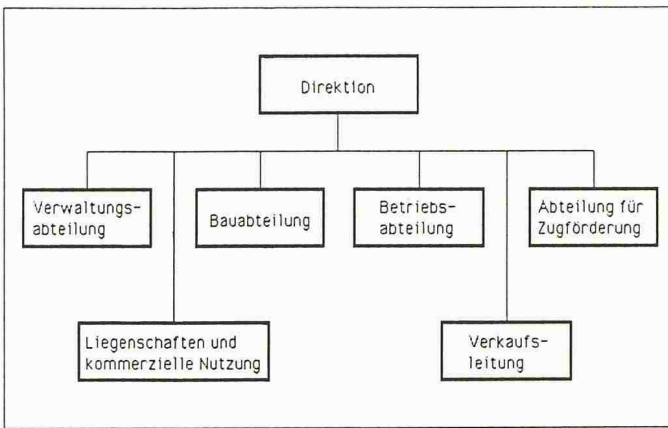 Direktion
Verwaltungs-
abteilung
Bauabteilung
Betriebs-
abteilung
Abteilung für
Zugförderung
Liegenschaften und
kommerzielle Nutzung
Verkaufs-
leitung